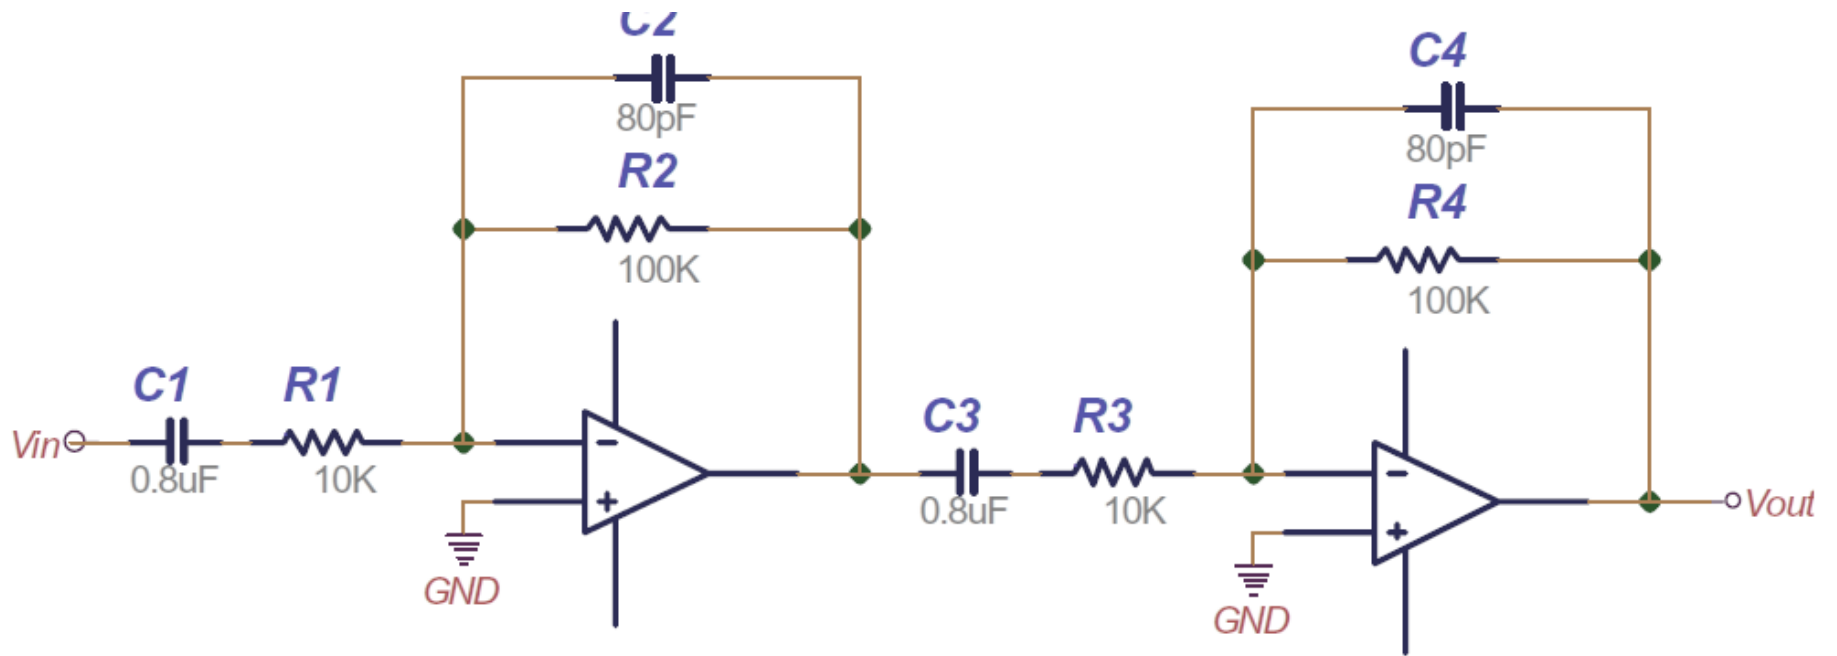 C2
80pF
R2
100K
C4
80pF
R4
100K
Vin
C1
0.8uF
R1
10K
−
+
GND
C3
0.8uF
R3
10K
−
+
GND
Vout